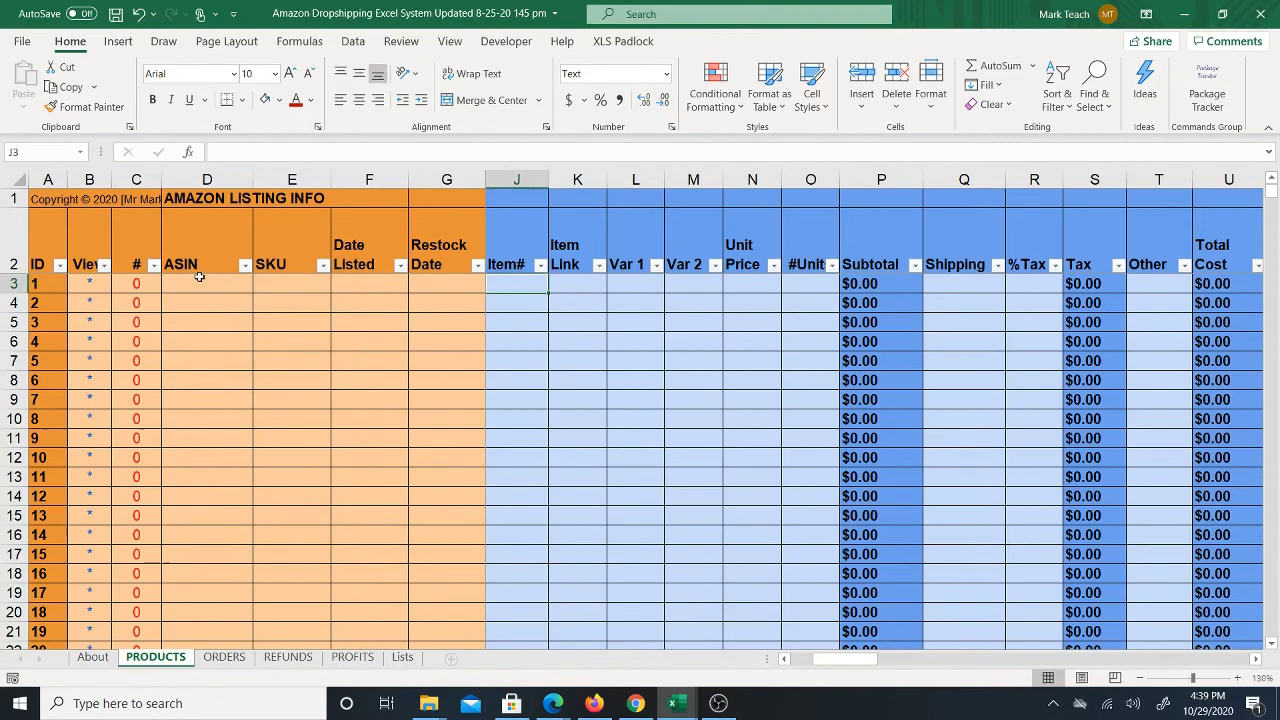 AutoSave Off Amazon Dropshipping Excel System Updated 8-25-20 145 pm Search Mark Teach MT
File Home Insert Draw Page Layout Formulas Data Review View Developer Help XLS Padlock Share Comments
Paste Cut Copy Format Painter
Clipboard
Arial 10
B I U
Font
Wrap Text
Merge & Center
Alignment
Text
$ % ,
Number
Conditional Formatting Format as Table Cell Styles
Styles
Insert Delete Format
Cells
AutoSum Fill Clear
Sort & Filter Find & Select
Editing
Ideas
Ideas
Package Tracker
Package Tracker
Commands Group
J3 fx
A B C D E F G J K L M N O P Q R S T U
1 Copyright © 2020 [Mr Mark AMAZON LISTING INFO
2 ID View # ASIN SKU Date Listed Restock Date Item# Item Link Var 1 Var 2 Unit Price #Units Subtotal Shipping %Tax Tax Other Total Cost
3 1 * 0 $0.00 $0.00 $0.00
4 2 * 0 $0.00 $0.00 $0.00
5 3 * 0 $0.00 $0.00 $0.00
6 4 * 0 $0.00 $0.00 $0.00
7 5 * 0 $0.00 $0.00 $0.00
8 6 * 0 $0.00 $0.00 $0.00
9 7 * 0 $0.00 $0.00 $0.00
10 8 * 0 $0.00 $0.00 $0.00
11 9 * 0 $0.00 $0.00 $0.00
12 10 * 0 $0.00 $0.00 $0.00
13 11 * 0 $0.00 $0.00 $0.00
14 12 * 0 $0.00 $0.00 $0.00
15 13 * 0 $0.00 $0.00 $0.00
16 14 * 0 $0.00 $0.00 $0.00
17 15 * 0 $0.00 $0.00 $0.00
18 16 * 0 $0.00 $0.00 $0.00
19 17 * 0 $0.00 $0.00 $0.00
20 18 * 0 $0.00 $0.00 $0.00
21 19 * 0 $0.00 $0.00 $0.00
About PRODUCTS ORDERS REFUNDS PROFITS Lists
130%
Type here to search 4:39 PM
10/29/2020